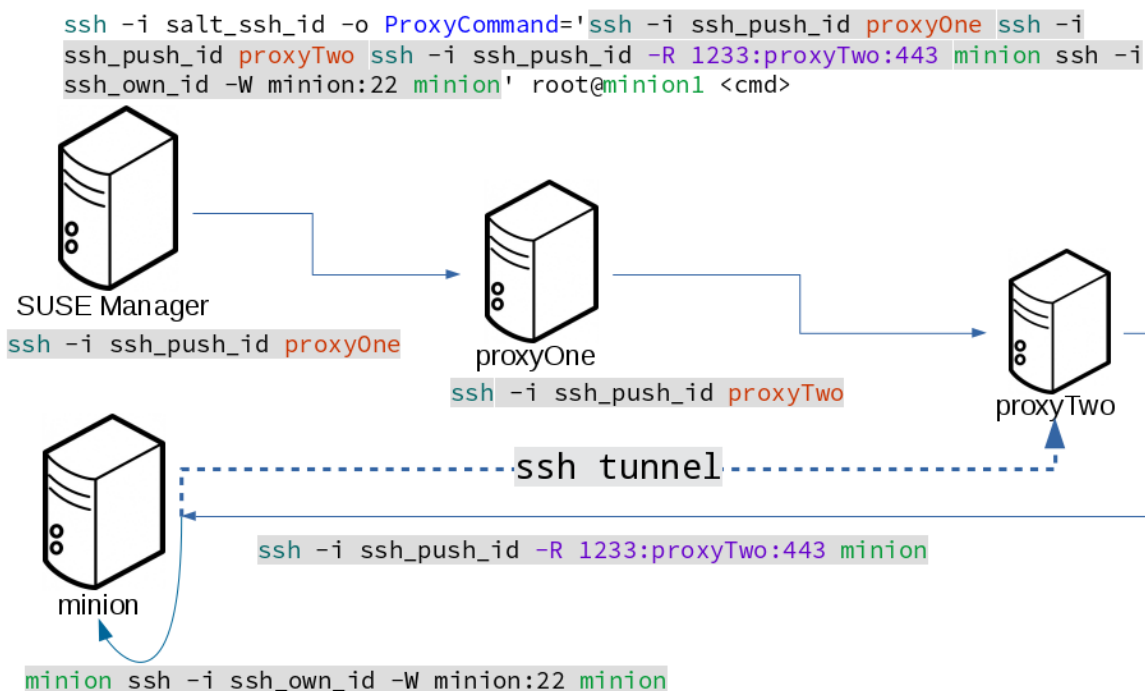 ssh -i salt_ssh_id -o ProxyCommand='ssh -i ssh_push_id proxyOne ssh -i
ssh_push_id proxyTwo ssh -i ssh_push_id -R 1233:proxyTwo:443 minion ssh -i
ssh_own_id -W minion:22 minion' root@minion1 <cmd>
SUSE Manager
ssh -i ssh_push_id proxyOne
proxyOne
ssh -i ssh_push_id proxyTwo
proxyTwo
ssh tunnel
ssh -i ssh_push_id -R 1233:proxyTwo:443 minion
minion
minion ssh -i ssh_own_id -W minion:22 minion